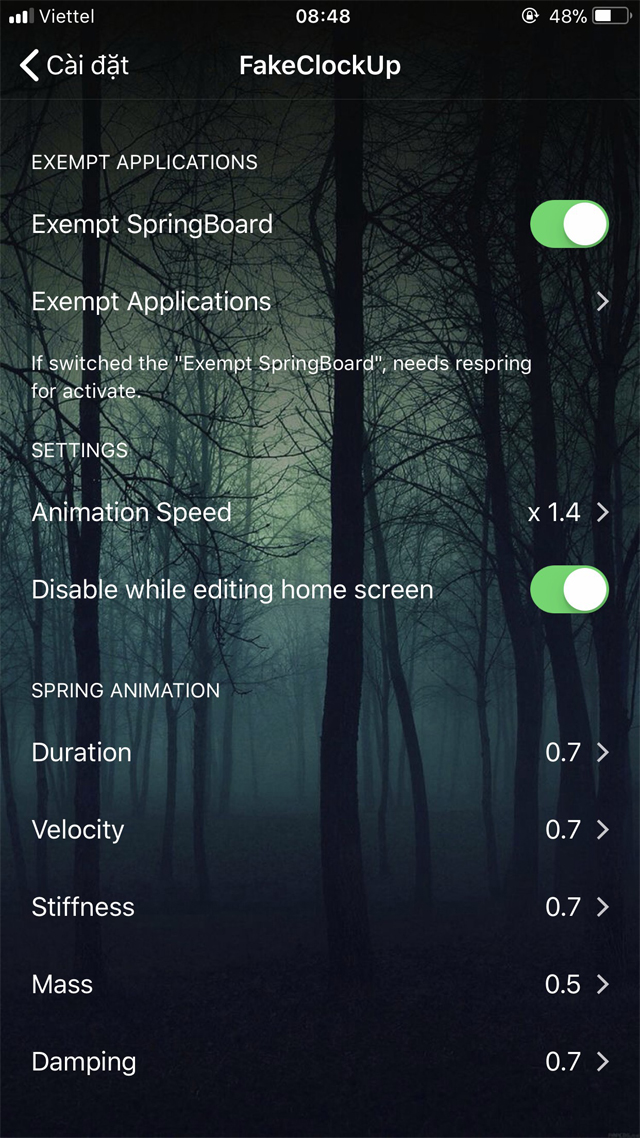 Viettel 08:48 48%
Cài đặt FakeClockUp
EXEMPT APPLICATIONS
Exempt SpringBoard
Exempt Applications
If switched the "Exempt SpringBoard", needs respring
for activate.
SETTINGS
Animation Speed x 1.4
Disable while editing home screen
SPRING ANIMATION
Duration 0.7
Velocity 0.7
Stiffness 0.7
Mass 0.5
Damping 0.7